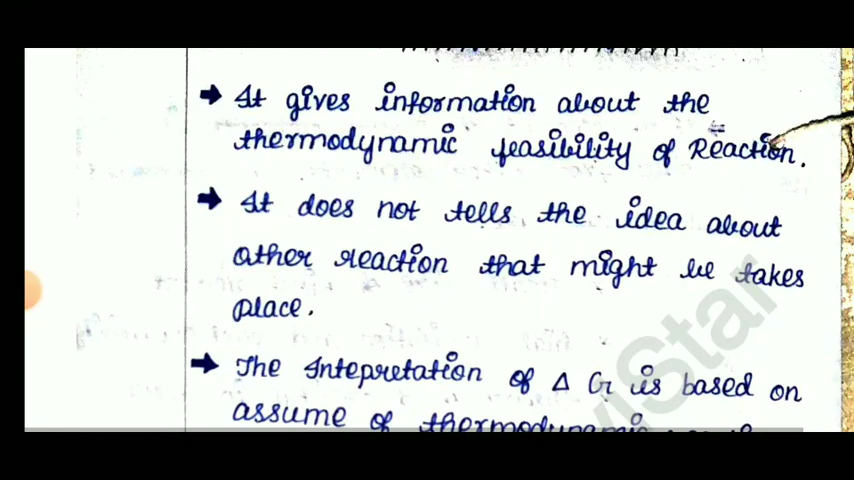 → It gives information about the
thermodynamic feasibility of Reaction.
→ It does not tells the idea about
other reaction that might be takes
place.
→ The Intepretation of Δ G is based on
assume of thermodynamic